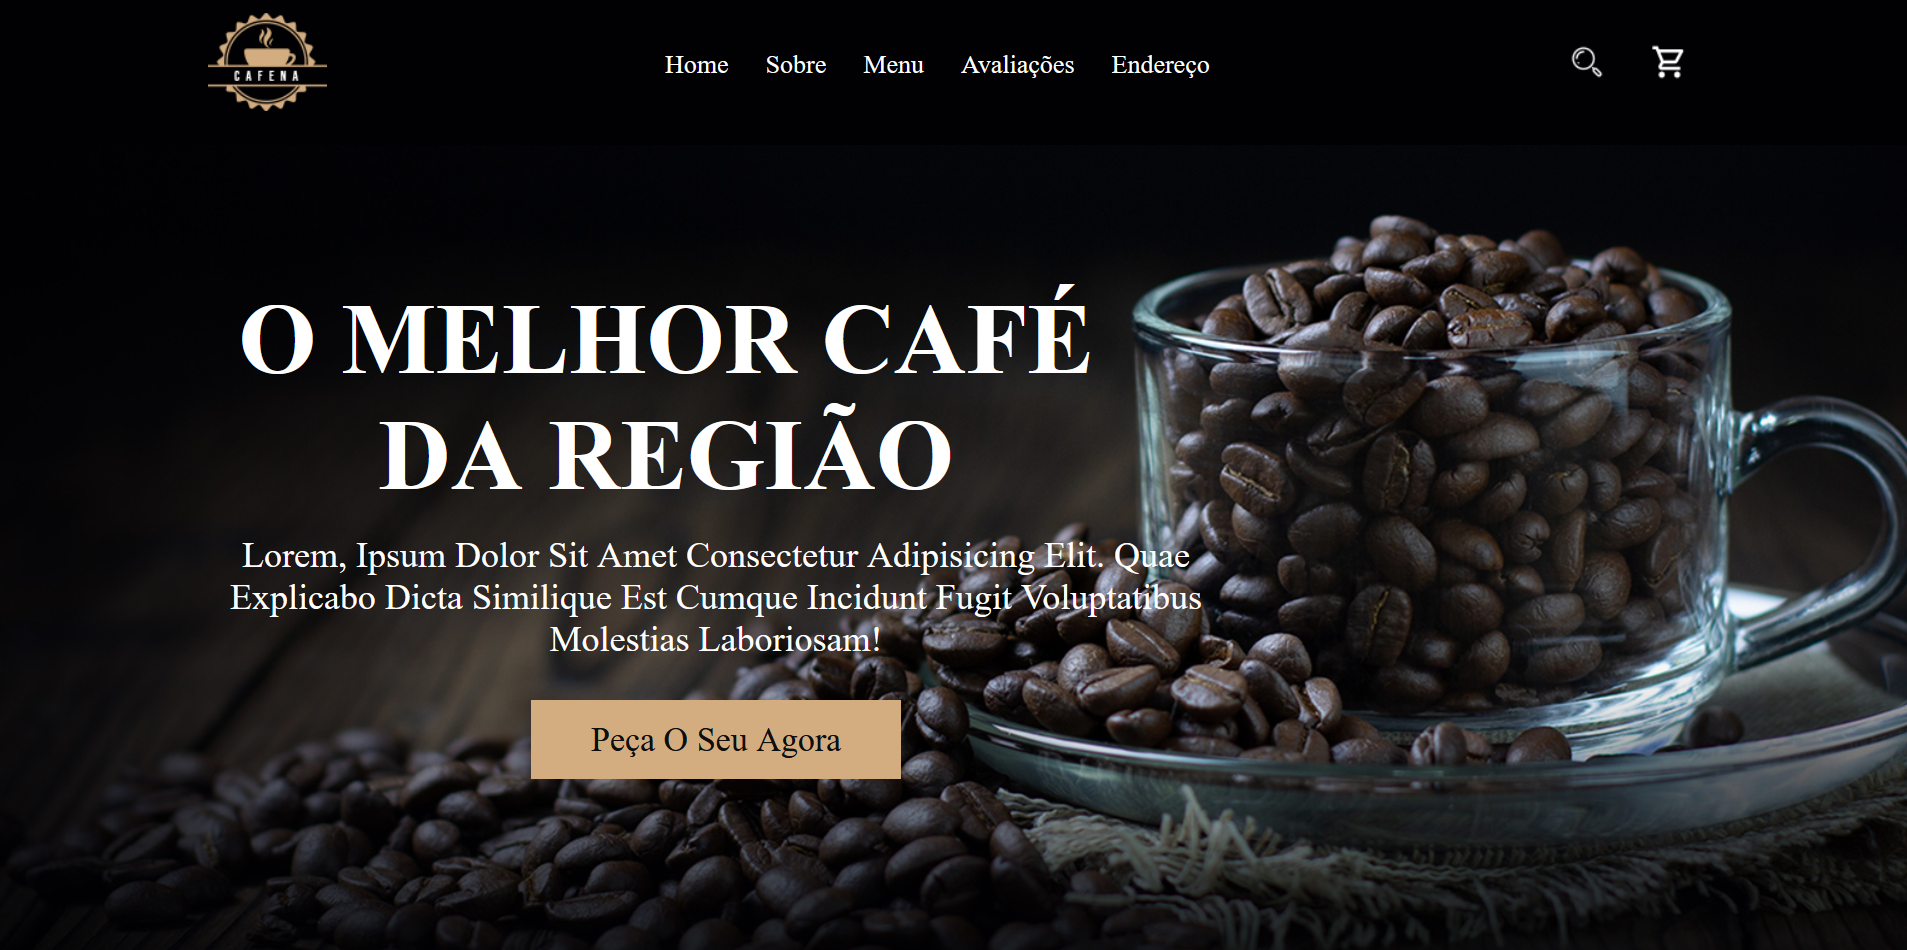 CAFENA
Home Sobre Menu Avaliações Endereço
O MELHOR CAFÉ
DA REGIÃO
Lorem, Ipsum Dolor Sit Amet Consectetur Adipisicing Elit. Quae
Explicabo Dicta Similique Est Cumque Incidunt Fugit Voluptatibus
Molestias Laboriosam!
Peça O Seu Agora